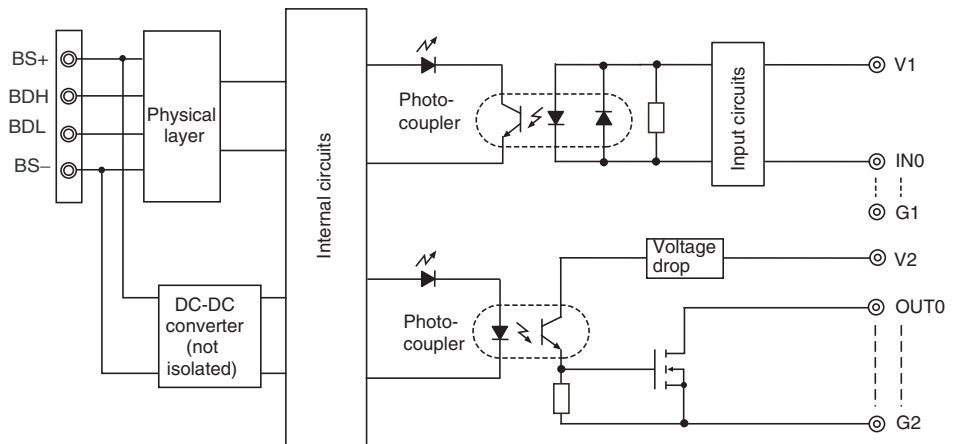 BS+
BDH
BDL
BS−
Physical
layer
DC-DC
converter
(not
isolated)
Internal circuits
Photo-
coupler
Input circuits
V1
IN0
G1
Photo-
coupler
Voltage
drop
V2
OUT0
G2